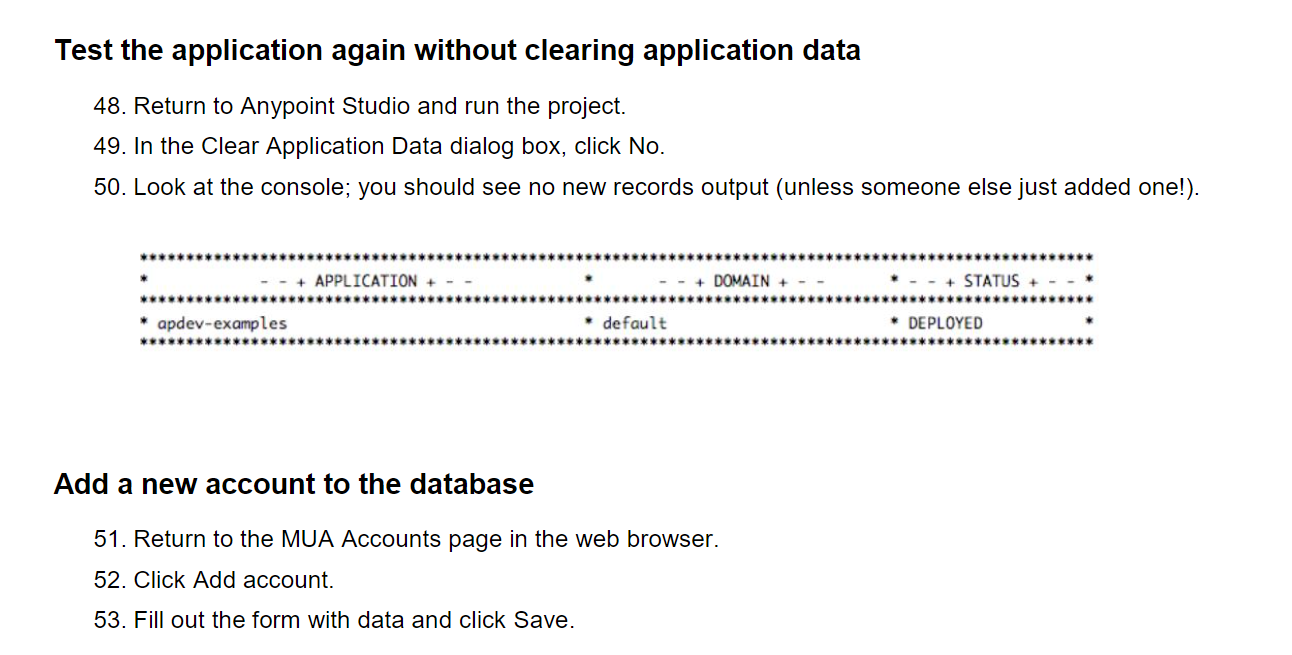 Test the application again without clearing application data
48. Return to Anypoint Studio and run the project.
49. In the Clear Application Data dialog box, click No.
50. Look at the console; you should see no new records output (unless someone else just added one!).
*******************************************************************************************************
*            - - + APPLICATION + - -            *       - - + DOMAIN + - -       * - - + STATUS + - - *
*******************************************************************************************************
* apdev-examples                                * default                        * DEPLOYED           *
*******************************************************************************************************
Add a new account to the database
51. Return to the MUA Accounts page in the web browser.
52. Click Add account.
53. Fill out the form with data and click Save.